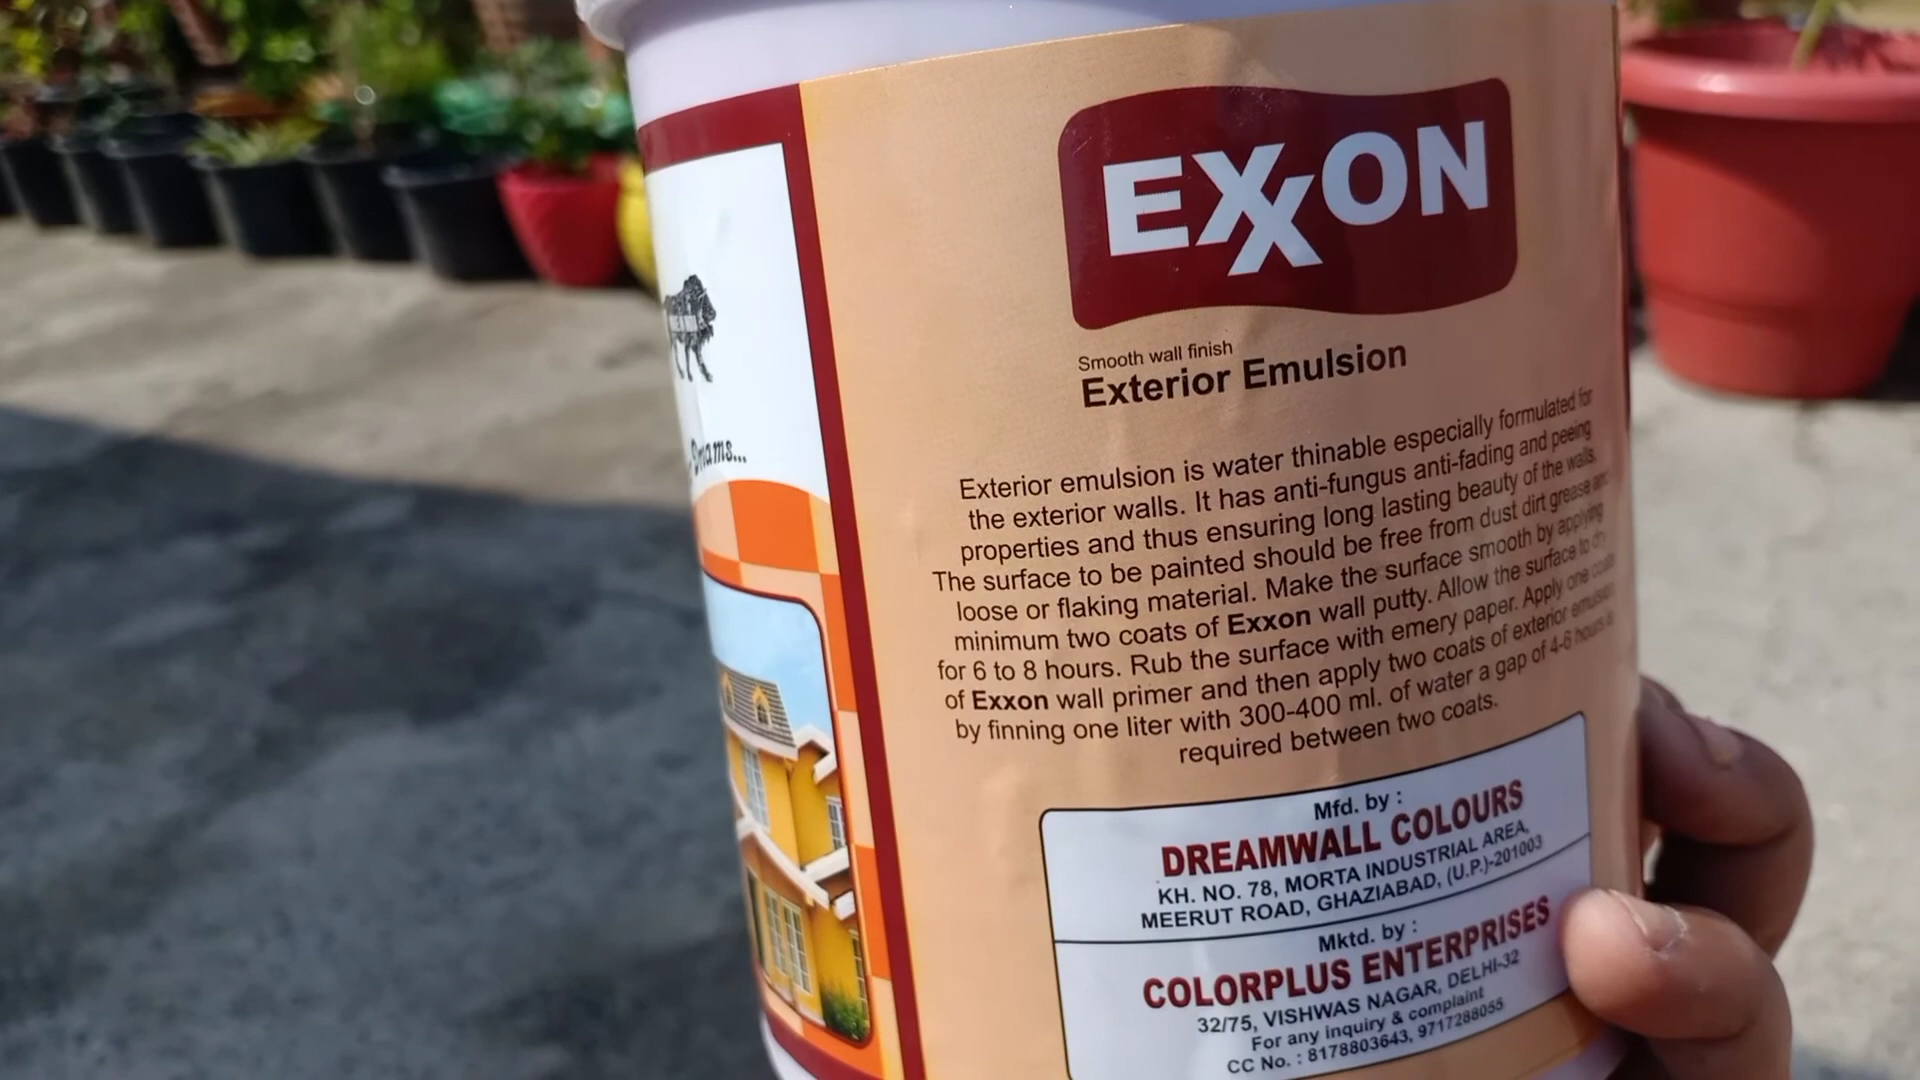 EXXON
Smooth wall finish
Exterior Emulsion
Dreams...
Exterior emulsion is water thinable especially formulated for
the exterior walls. It has anti-fungus anti-fading and peeing
properties and thus ensuring long lasting beauty of the walls.
The surface to be painted should be free from dust dirt grease and
loose or flaking material. Make the surface smooth by applying
minimum two coats of Exxon wall putty. Allow the surface to dry
for 6 to 8 hours. Rub the surface with emery paper. Apply one coats
of Exxon wall primer and then apply two coats of exterior emulsion
by finning one liter with 300-400 ml. of water a gap of 4-6 hours is
required between two coats.
Mfd. by :
DREAMWALL COLOURS
KH. NO. 78, MORTA INDUSTRIAL AREA,
MEERUT ROAD, GHAZIABAD, (U.P.)-201003
Mktd. by :
COLORPLUS ENTERPRISES
32/75, VISHWAS NAGAR, DELHI-32
For any inquiry & complaint
CC No. : 8178803643, 9717288055